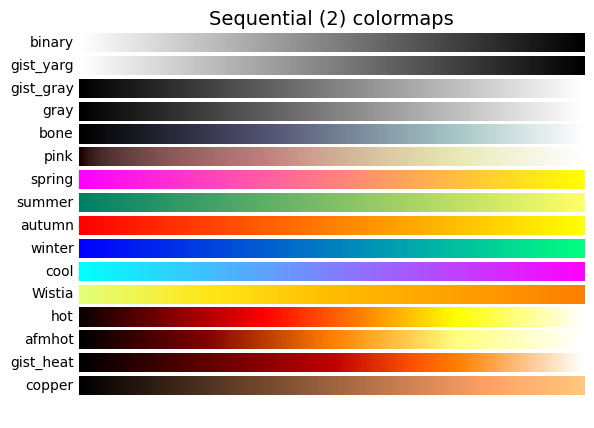 Sequential (2) colormaps
binary
gist_yarg
gist_gray
gray
bone
pink
spring
summer
autumn
winter
cool
Wistia
hot
afmhot
gist_heat
copper